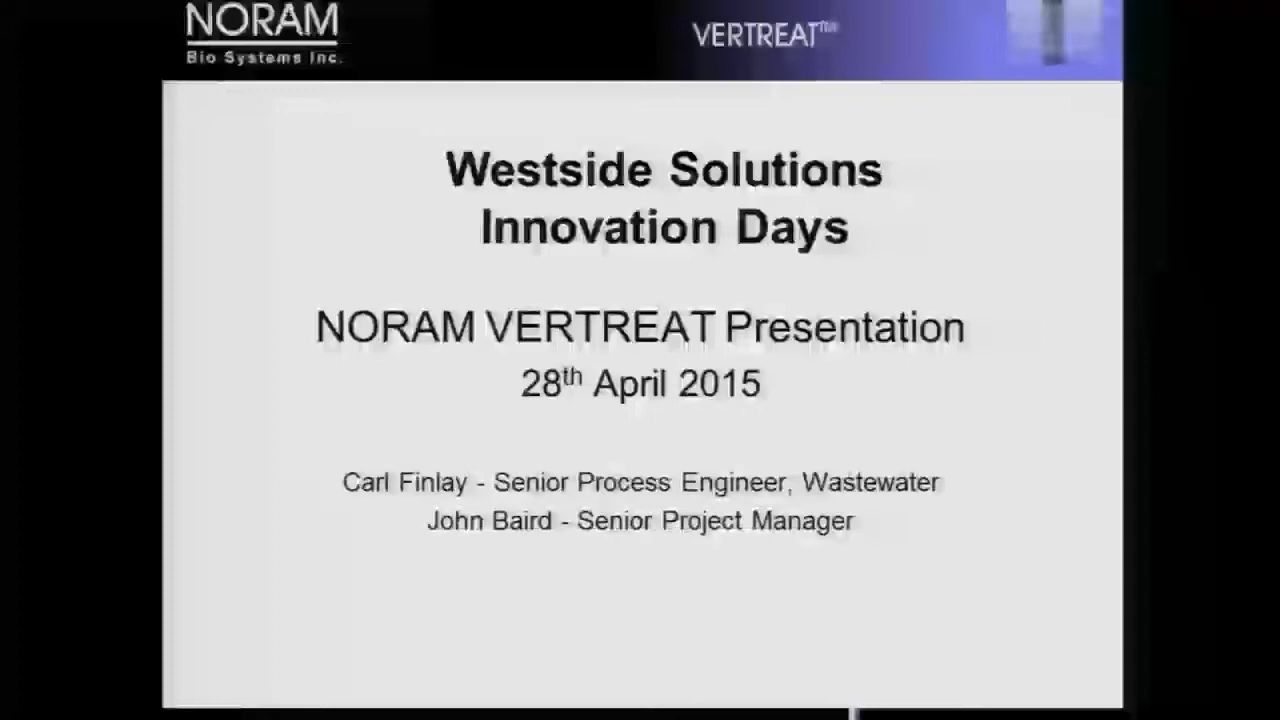 NORAM
Bio Systems Inc.
VERTREAT™
Westside Solutions
Innovation Days
NORAM VERTREAT Presentation
28th April 2015
Carl Finlay - Senior Process Engineer, Wastewater
John Baird - Senior Project Manager